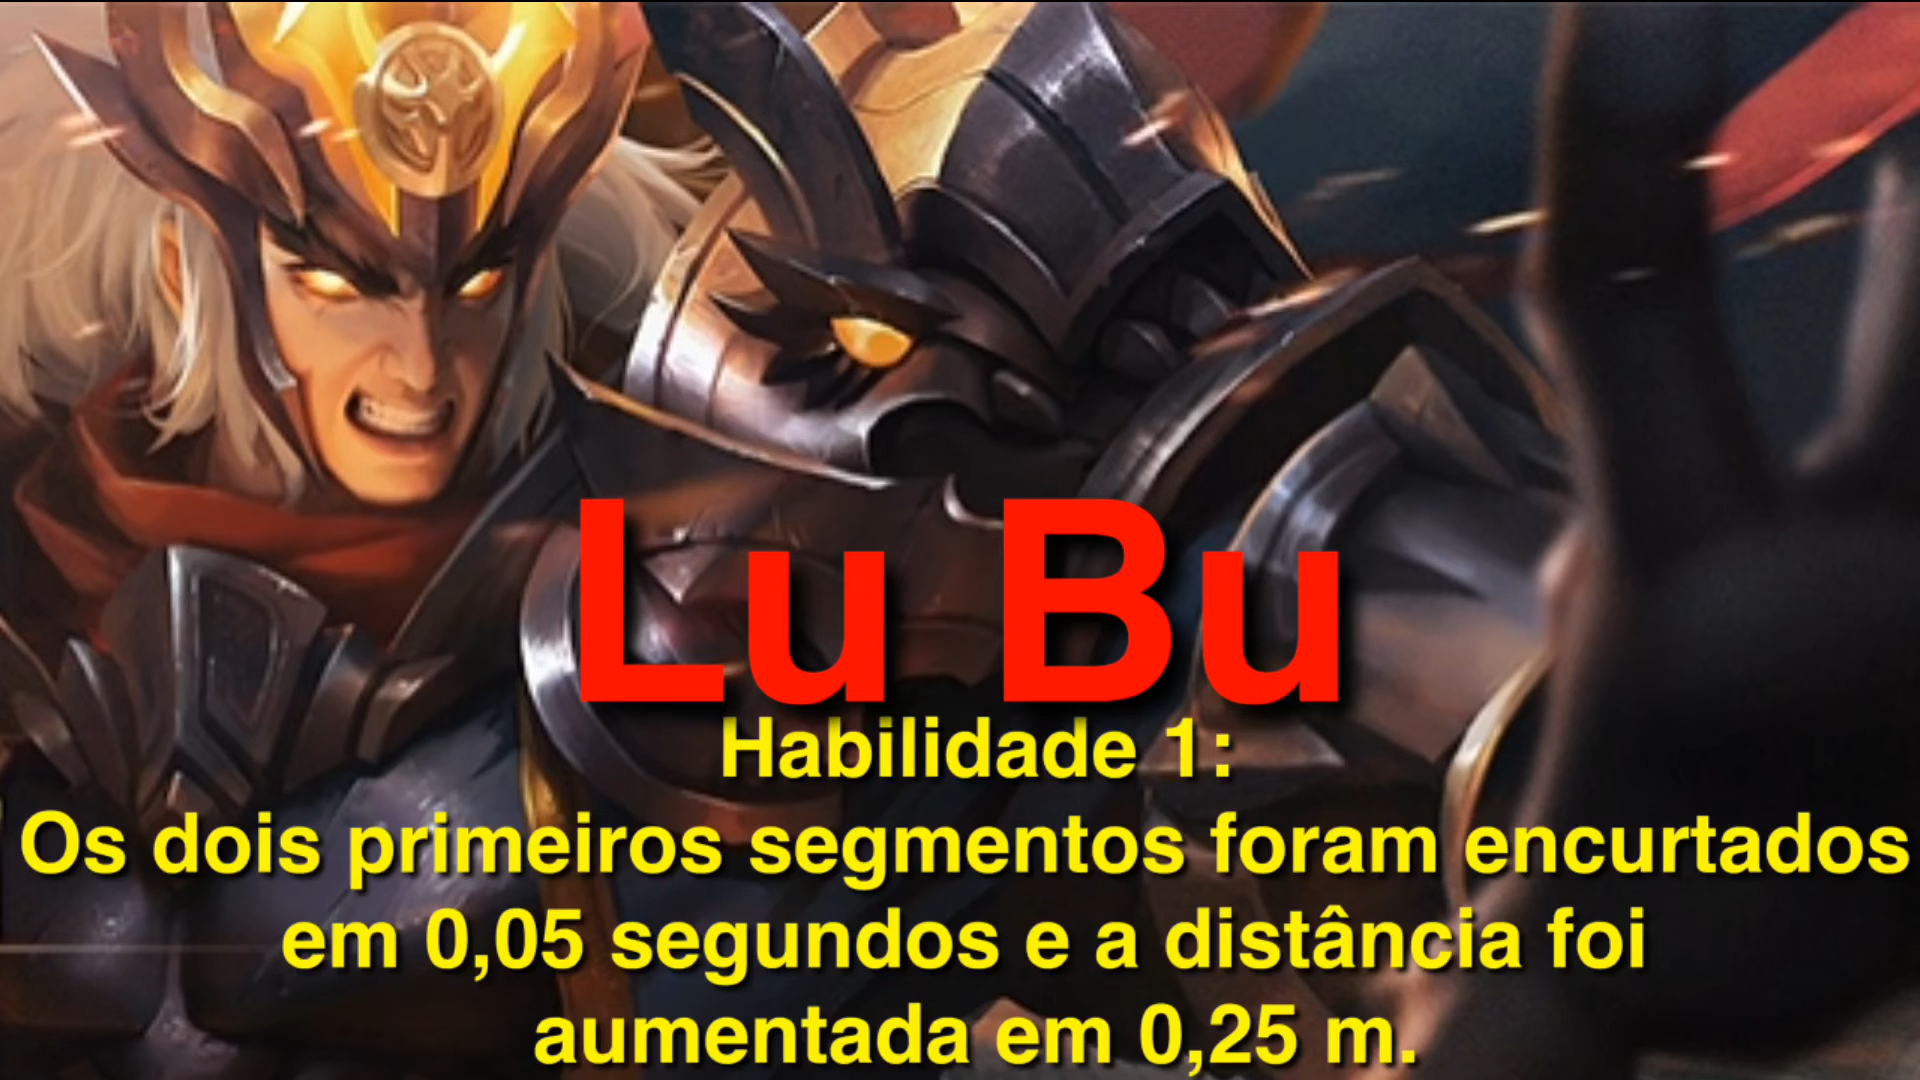 Lu Bu
Habilidade 1:
Os dois primeiros segmentos foram encurtados
em 0,05 segundos e a distância foi
aumentada em 0,25 m.